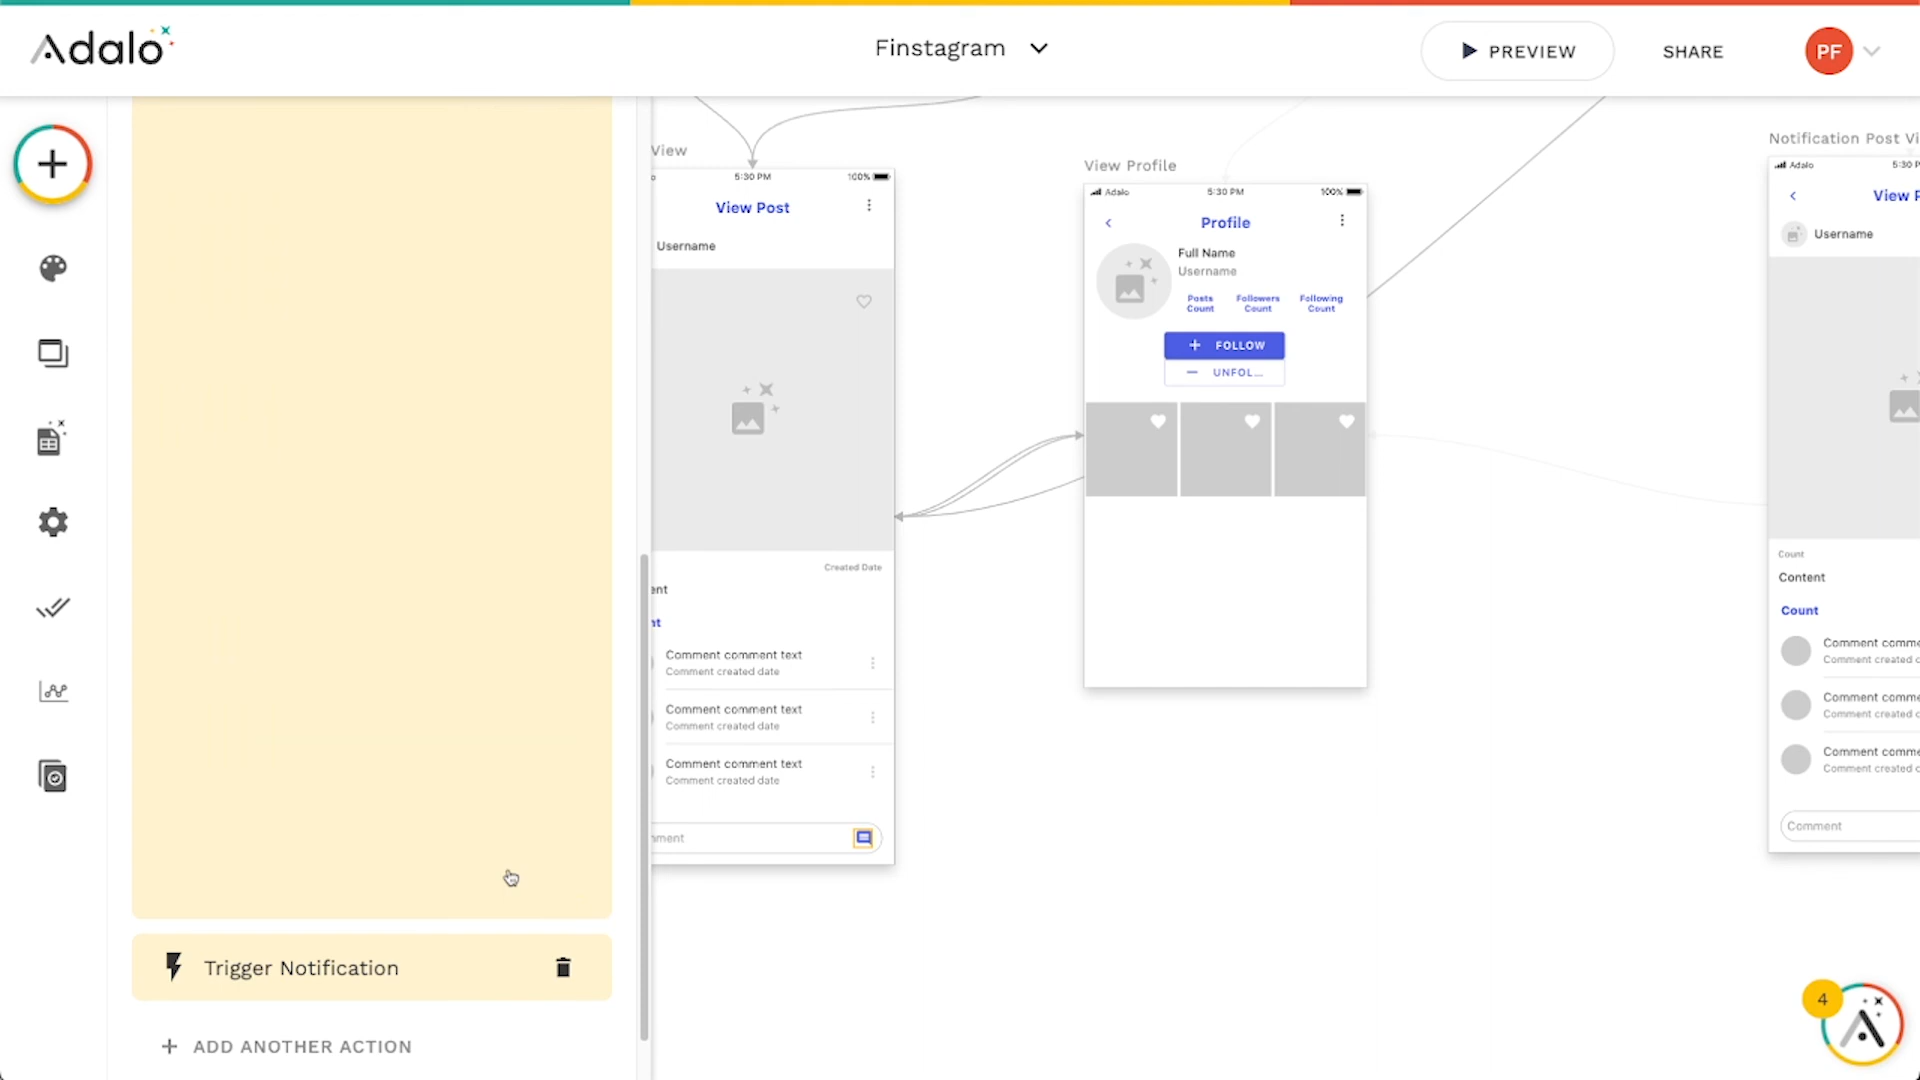 Adalo
Finstagram
PREVIEW
SHARE
PF
View
5:30 PM 100%
View Post
Username
Created Date
ent
nt
Comment comment text
Comment created date
Comment comment text
Comment created date
Comment comment text
Comment created date
mment
View Profile
Adalo 5:30 PM 100%
Profile
Full Name
Username
Posts Count
Followers Count
Following Count
+ FOLLOW
− UNFOL...
Notification Post Vi
Adalo 5:30 P
View P
Username
Count
Content
Count
Comment comme
Comment created c
Comment comme
Comment created c
Comment comme
Comment created c
Comment
Trigger Notification
+ ADD ANOTHER ACTION
4